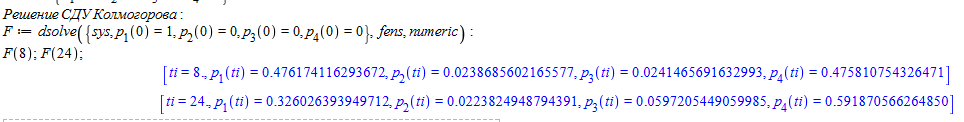 Решение СДУ Колмогорова:
F := dsolve({sys, p₁(0) = 1, p₂(0) = 0, p₃(0) = 0, p₄(0) = 0}, fens, numeric) :
F(8); F(24);
[ti = 8., p₁(ti) = 0.476174116293672, p₂(ti) = 0.0238685602165577, p₃(ti) = 0.0241465691632993, p₄(ti) = 0.475810754326471]
[ti = 24., p₁(ti) = 0.326026393949712, p₂(ti) = 0.0223824948794391, p₃(ti) = 0.0597205449059985, p₄(ti) = 0.591870566264850]